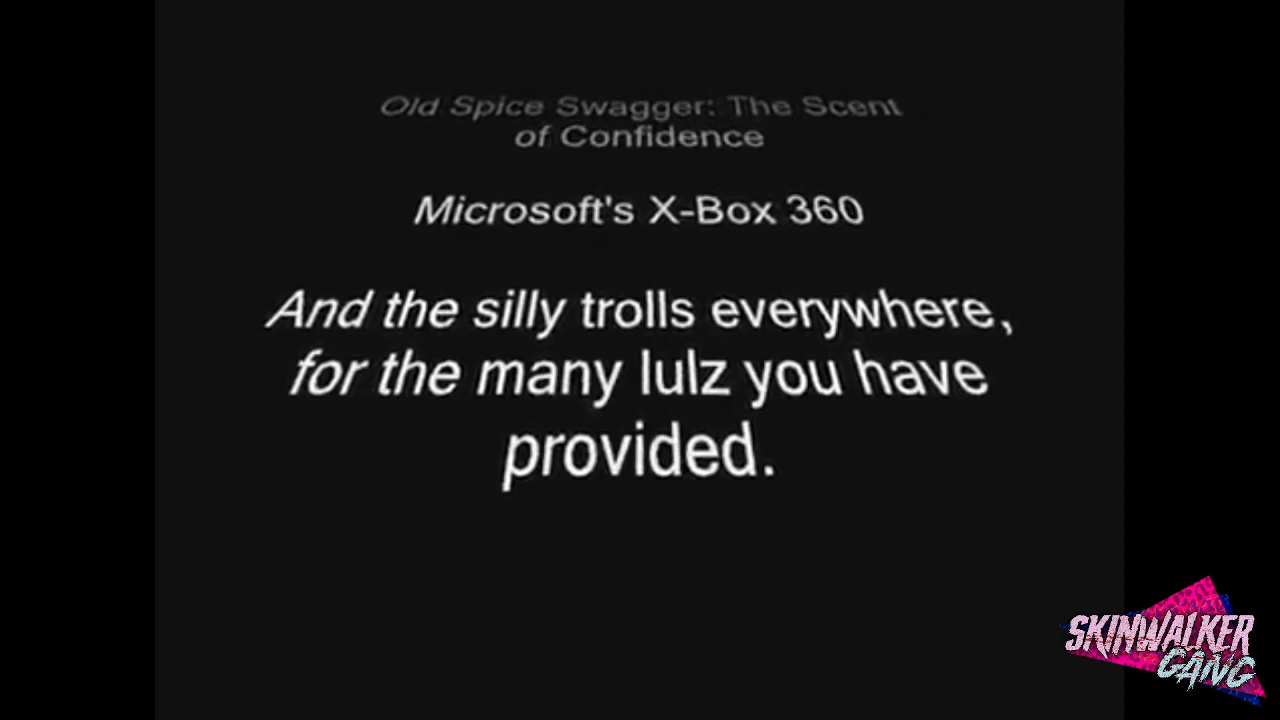 Old Spice Swagger: The Scent
of Confidence
Microsoft's X-Box 360
And the silly trolls everywhere,
for the many lulz you have
provided.
SKINWALKER
GANG